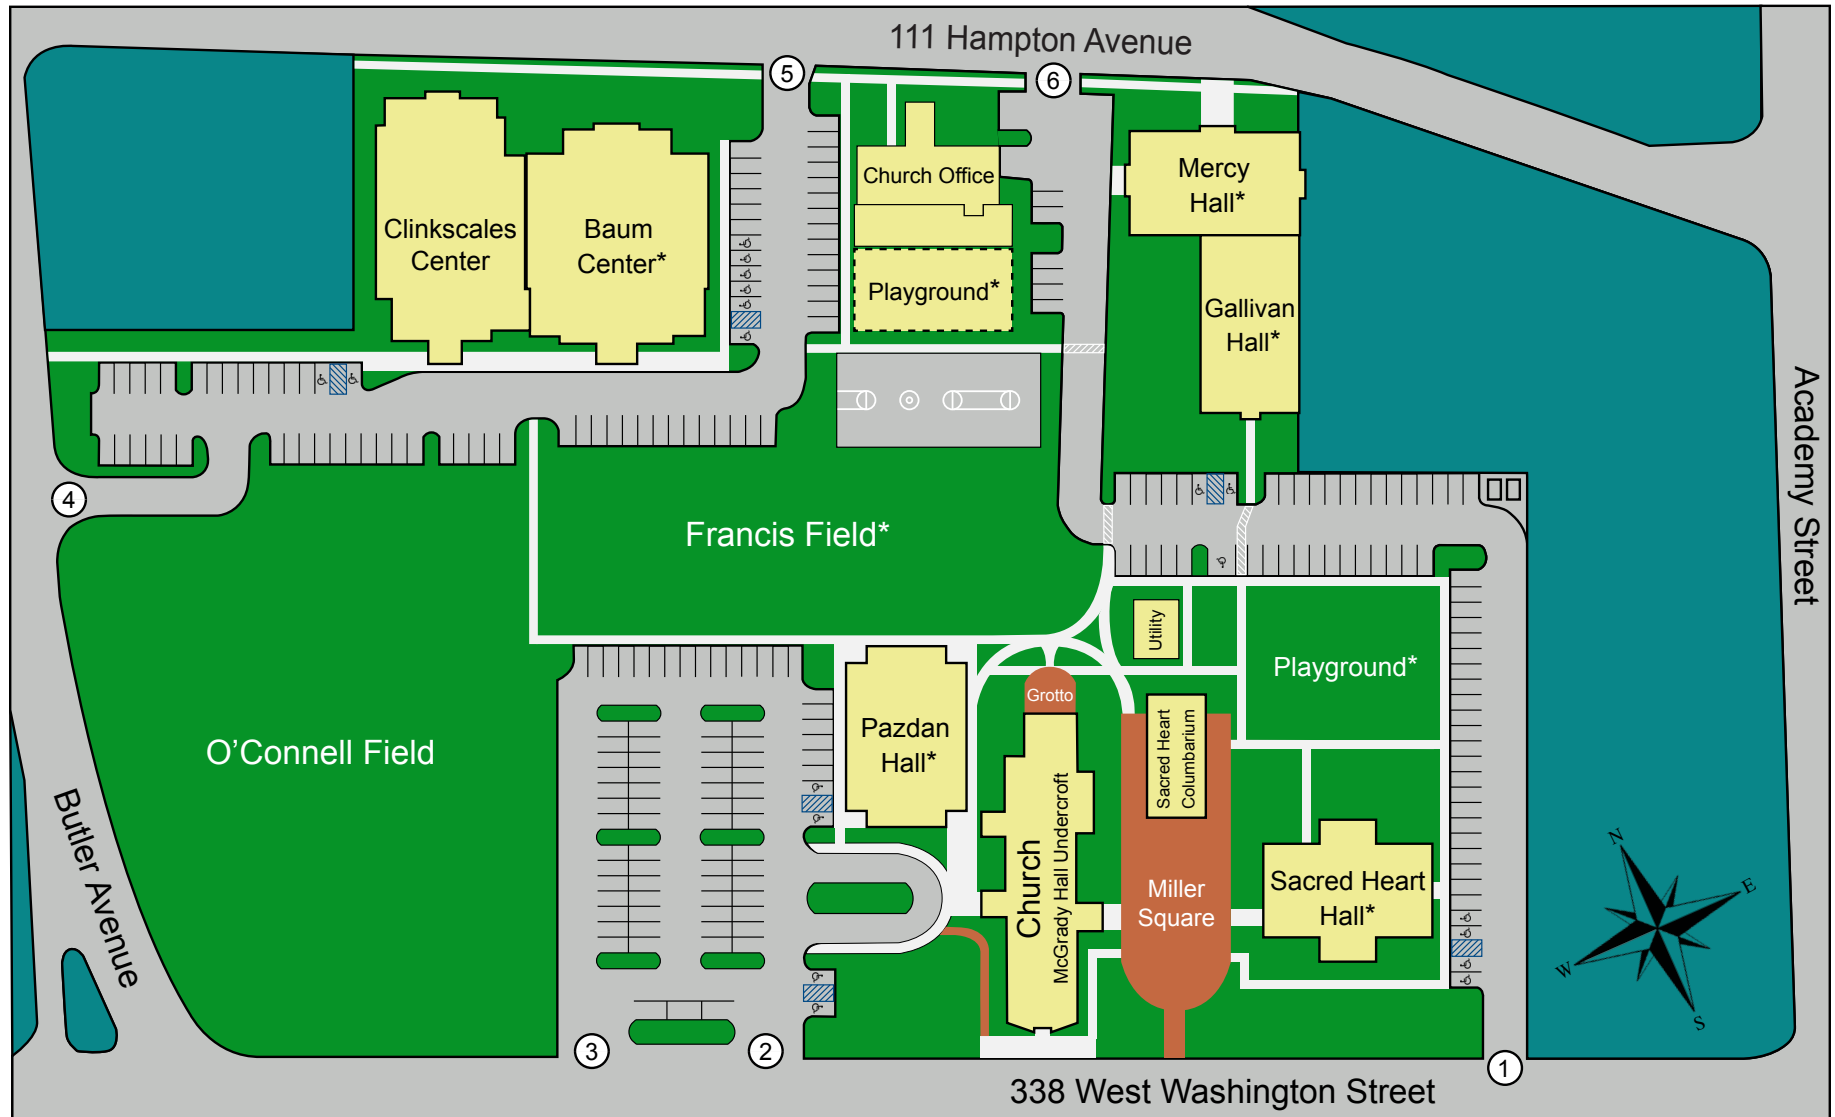 111 Hampton Avenue
5
6
Clinkscales
Center
Baum
Center*
Church Office
Playground*
Mercy
Hall*
Gallivan
Hall*
Academy Street
4
Francis Field*
Utility
Playground*
O'Connell Field
Butler Avenue
Pazdan
Hall*
Grotto
Church
McGrady Hall Undercroft
Sacred Heart
Columbarium
Miller
Square
Sacred Heart
Hall*
N
E
W
S
3
2
1
338 West Washington Street